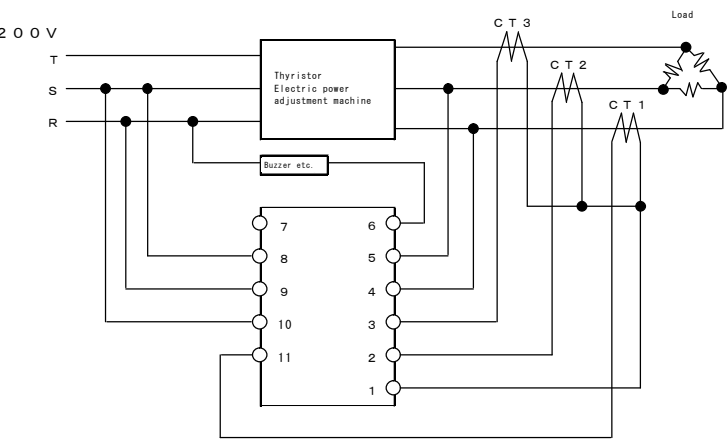 CT3
Load
200V
T
CT2
Thyristor
Electric power
adjustment machine
S
CT1
R
Buzzer etc.
7
6
8
5
9
4
10
3
11
2
1